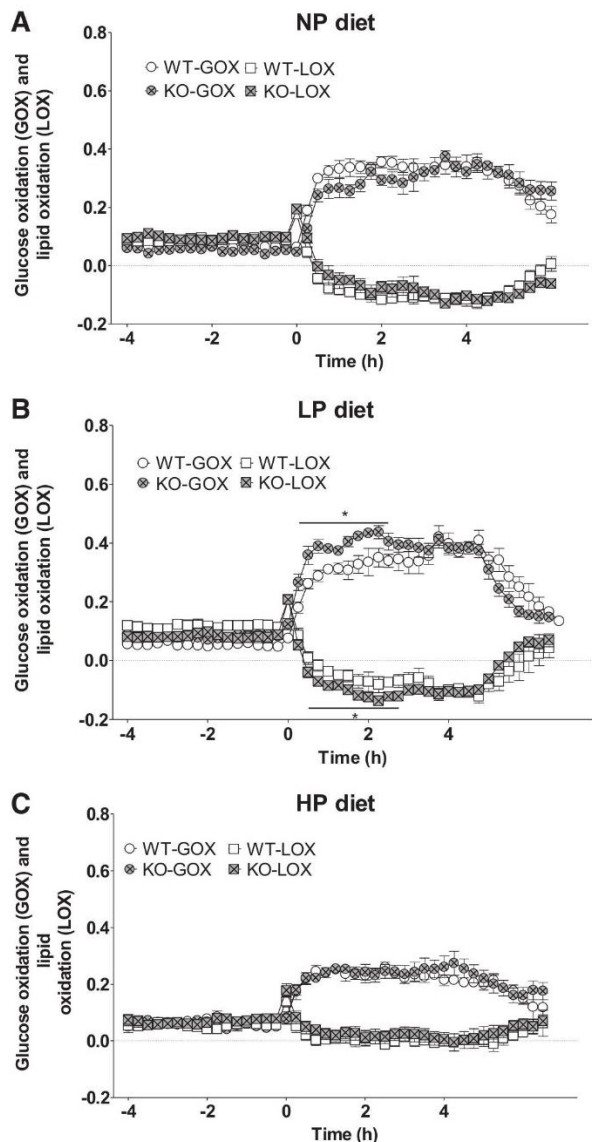 A
NP diet
0.8
WT-GOX WT-LOX
KO-GOX KO-LOX
0.6
0.4
0.2
0.0
-0.2
-4 -2 0 2 4
Time (h)
Glucose oxidation (GOX) and
lipid oxidation (LOX)
B
LP diet
0.8
WT-GOX WT-LOX
KO-GOX KO-LOX
0.6
*
0.4
0.2
0.0
*
-0.2
-4 -2 0 2 4
Time (h)
Glucose oxidation (GOX) and
lipid oxidation (LOX)
C
HP diet
0.8
WT-GOX WT-LOX
KO-GOX KO-LOX
0.6
0.4
0.2
0.0
-0.2
-4 -2 0 2 4
Time (h)
Glucose oxidation (GOX) and
lipid
oxidation (LOX)